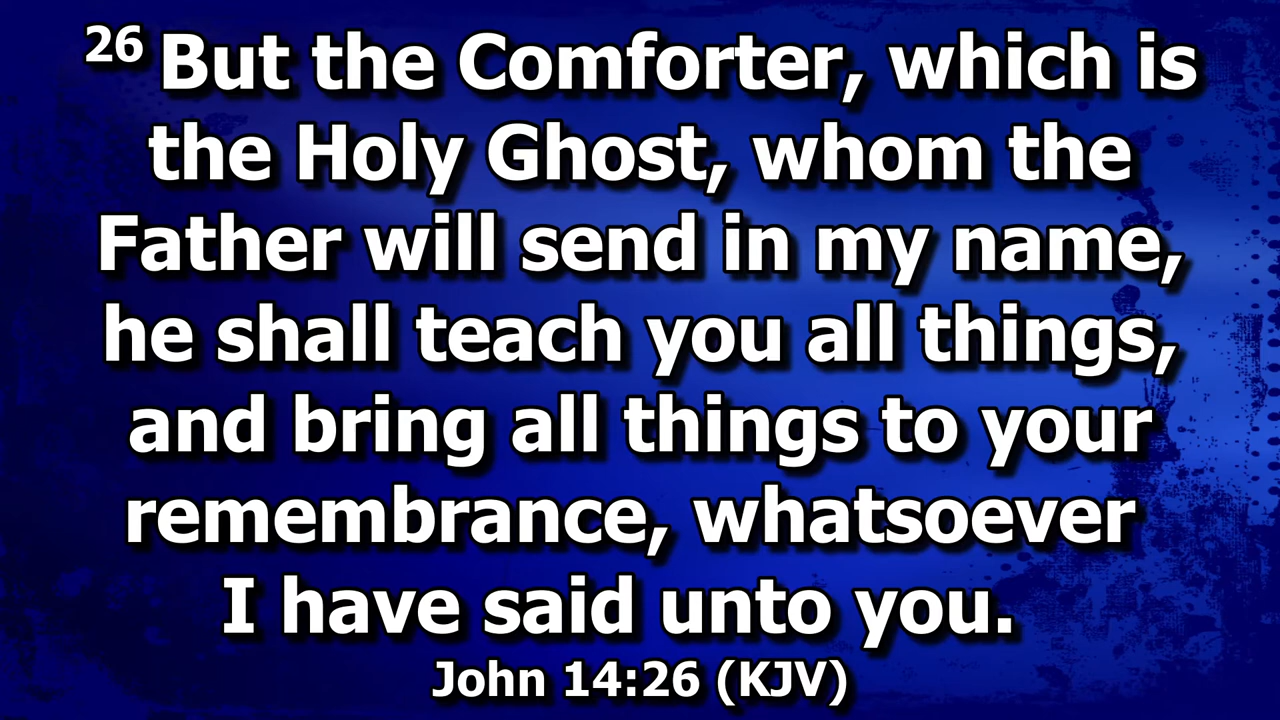 26 But the Comforter, which is
the Holy Ghost, whom the
Father will send in my name,
he shall teach you all things,
and bring all things to your
remembrance, whatsoever
I have said unto you.
John 14:26 (KJV)